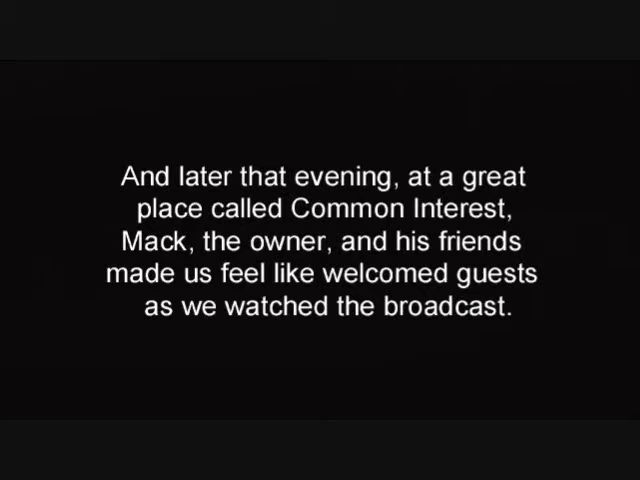 And later that evening, at a great
place called Common Interest,
Mack, the owner, and his friends
made us feel like welcomed guests
as we watched the broadcast.